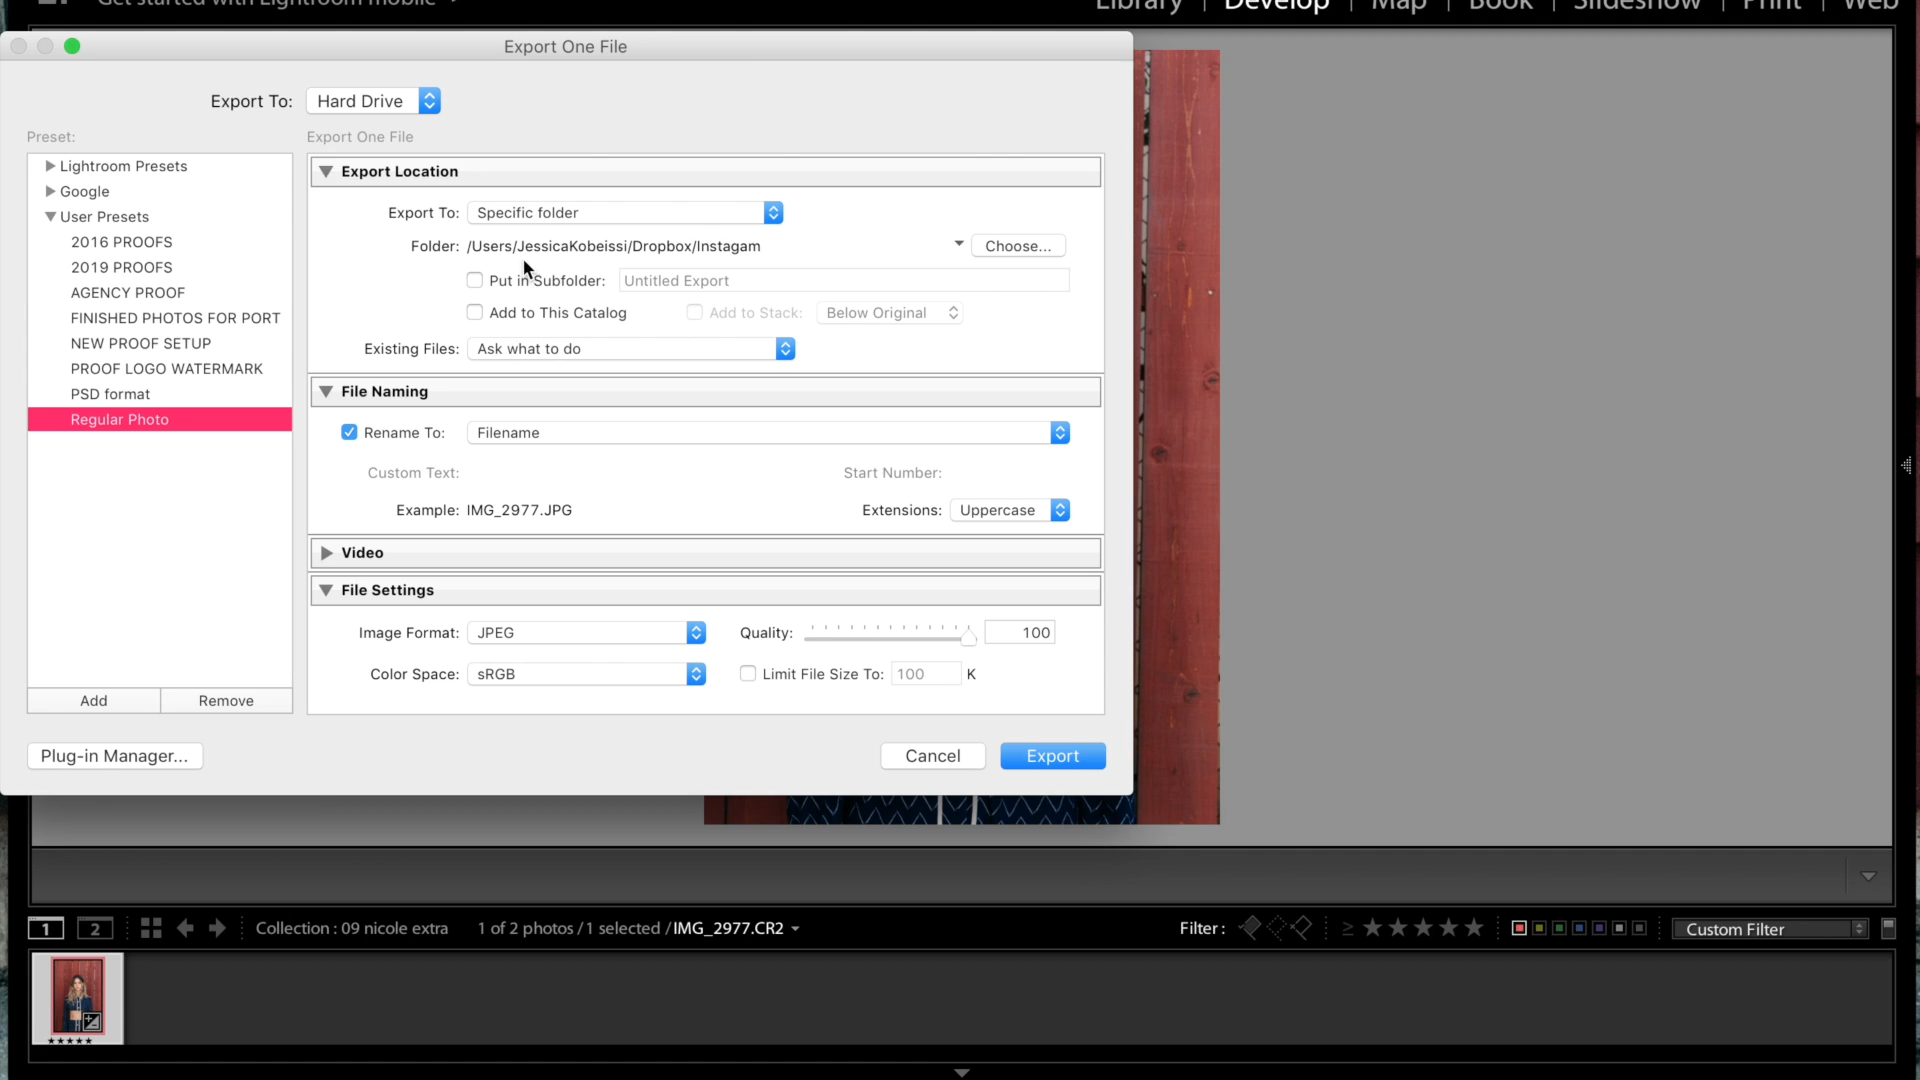 Get started with Lightroom mobile
Library | Develop | Map | Book | Slideshow | Print | Web
Export One File
Export To: Hard Drive
Preset:
Export One File
Lightroom Presets
Google
User Presets
2016 PROOFS
2019 PROOFS
AGENCY PROOF
FINISHED PHOTOS FOR PORT
NEW PROOF SETUP
PROOF LOGO WATERMARK
PSD format
Regular Photo
Add
Remove
Export Location
Export To: Specific folder
Folder: /Users/JessicaKobeissi/Dropbox/Instagam
Choose...
Put in Subfolder: Untitled Export
Add to This Catalog
Add to Stack: Below Original
Existing Files: Ask what to do
File Naming
Rename To: Filename
Custom Text:
Start Number:
Example: IMG_2977.JPG
Extensions: Uppercase
Video
File Settings
Image Format: JPEG
Quality: 100
Color Space: sRGB
Limit File Size To: 100 K
Plug-in Manager...
Cancel
Export
1 2 Collection : 09 nicole extra 1 of 2 photos / 1 selected / IMG_2977.CR2 Filter : ≥ Custom Filter